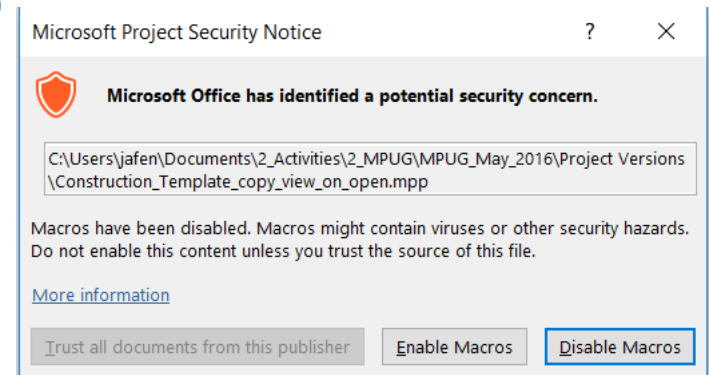 Microsoft Project Security Notice ?
Microsoft Office has identified a potential security concern.
C:\Users\jafen\Documents\2_Activities\2_MPUG\MPUG_May_2016\Project Versions
\Construction_Template_copy_view_on_open.mpp
Macros have been disabled. Macros might contain viruses or other security hazards.
Do not enable this content unless you trust the source of this file.
More information
Trust all documents from this publisher Enable Macros Disable Macros